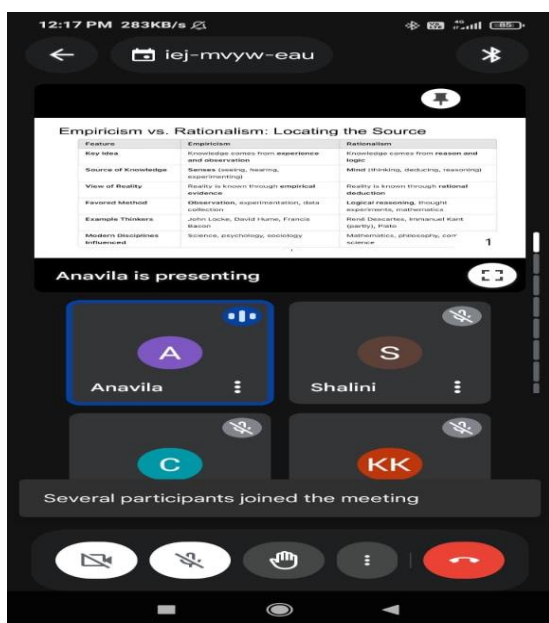 12:17 PM 283KB/s
4G
85
iej-mvyw-eau
Empiricism vs. Rationalism: Locating the Source
Feature Empiricism Rationalism
Key Idea Knowledge comes from experience and observation Knowledge comes from reason and logic
Source of Knowledge Senses (seeing, hearing, experimenting) Mind (thinking, deducing, reasoning)
View of Reality Reality is known through empirical evidence Reality is known through rational deduction
Favored Method Observation, experimentation, data collection Logical reasoning, thought experiments, mathematics
Example Thinkers John Locke, David Hume, Francis Bacon René Descartes, Immanuel Kant (partly), Plato
Modern Disciplines Influenced Science, psychology, sociology Mathematics, philosophy, science
1
Anavila is presenting
A
Anavila
S
Shalini
C
KK
Several participants joined the meeting